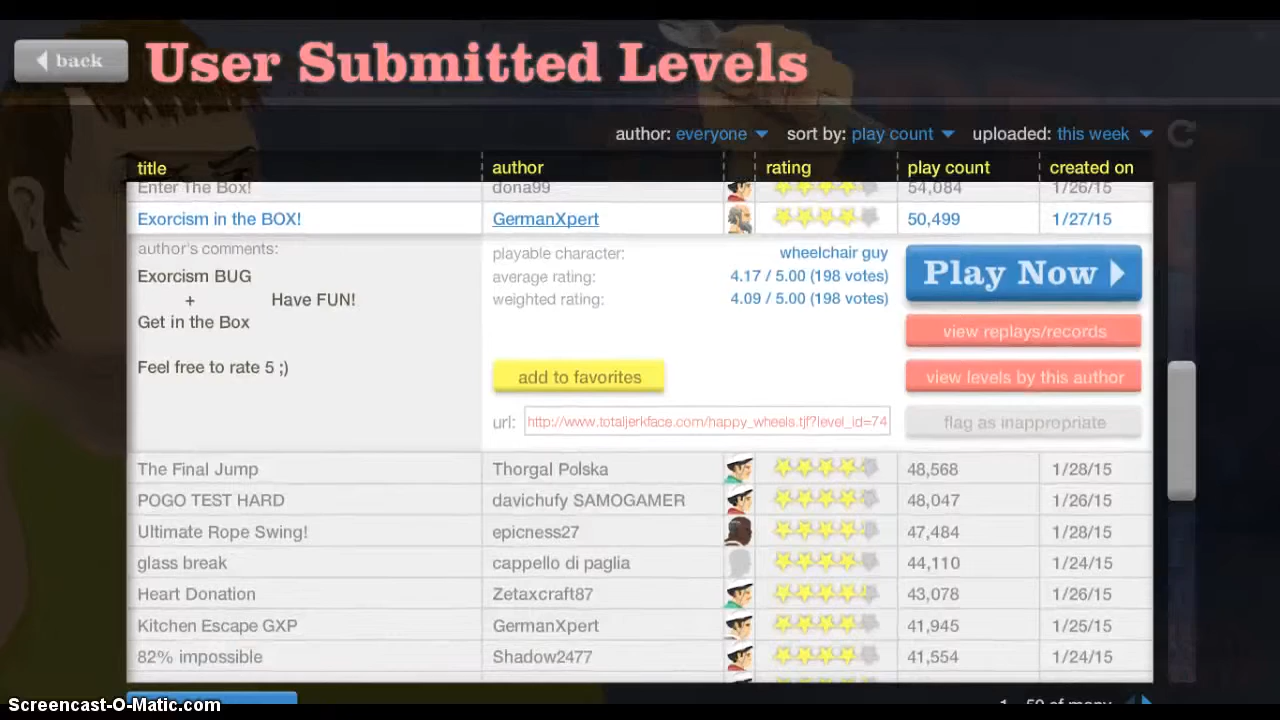 back
User Submitted Levels
author: everyone sort by: play count uploaded: this week
title author rating play count created on
Enter The Box! dona99 54,084 1/26/15
Exorcism in the BOX! GermanXpert 50,499 1/27/15
author's comments:
Exorcism BUG
+ Have FUN!
Get in the Box
Feel free to rate 5 ;)
playable character: wheelchair guy
average rating: 4.17 / 5.00 (198 votes)
weighted rating: 4.09 / 5.00 (198 votes)
add to favorites
url: http://www.totaljerkface.com/happy_wheels.tjf?level_id=74
Play Now
view replays/records
view levels by this author
flag as inappropriate
The Final Jump Thorgal Polska 48,568 1/28/15
POGO TEST HARD davichufy SAMOGAMER 48,047 1/26/15
Ultimate Rope Swing! epicness27 47,484 1/28/15
glass break cappello di paglia 44,110 1/24/15
Heart Donation Zetaxcraft87 43,078 1/26/15
Kitchen Escape GXP GermanXpert 41,945 1/25/15
82% impossible Shadow2477 41,554 1/24/15
1 - 50 of many
Screencast-O-Matic.com